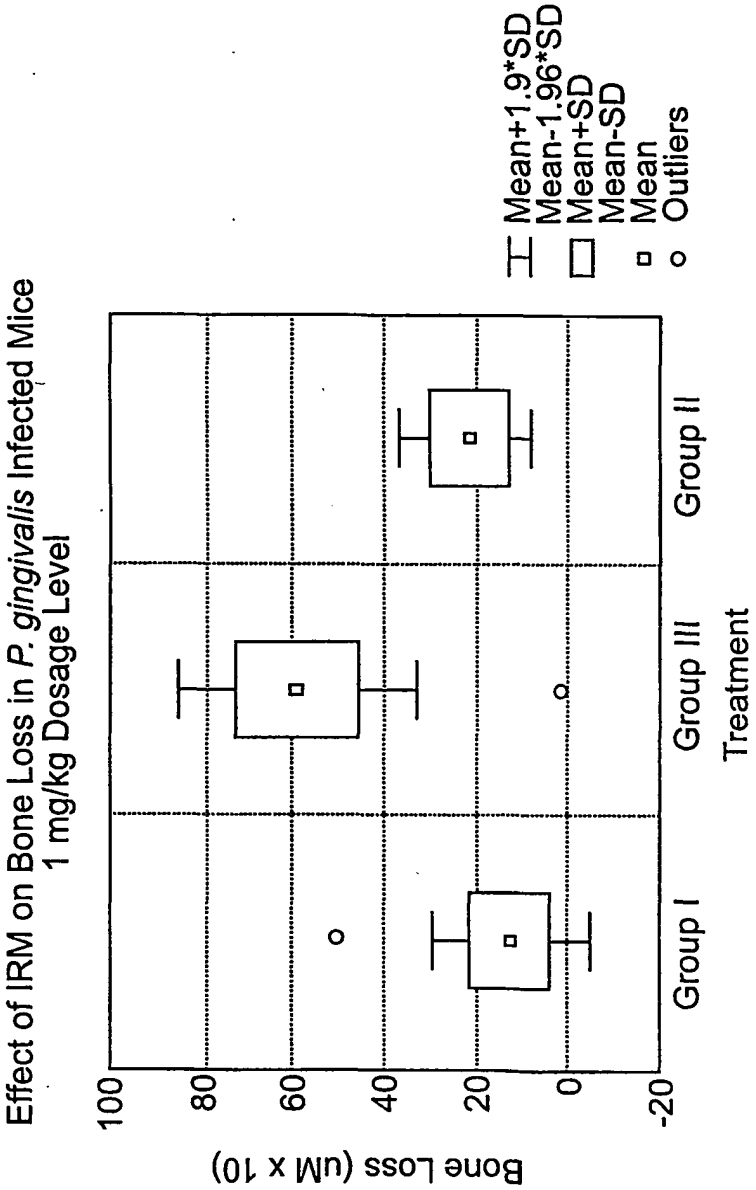 Effect of IRM on Bone Loss in P. gingivalis Infected Mice
1 mg/kg Dosage Level
Bone Loss (uM x 10)
100
80
60
40
20
0
-20
Group I
Group III
Group II
Treatment
Mean+1.9*SD
Mean-1.96*SD
Mean+SD
Mean-SD
Mean
Outliers